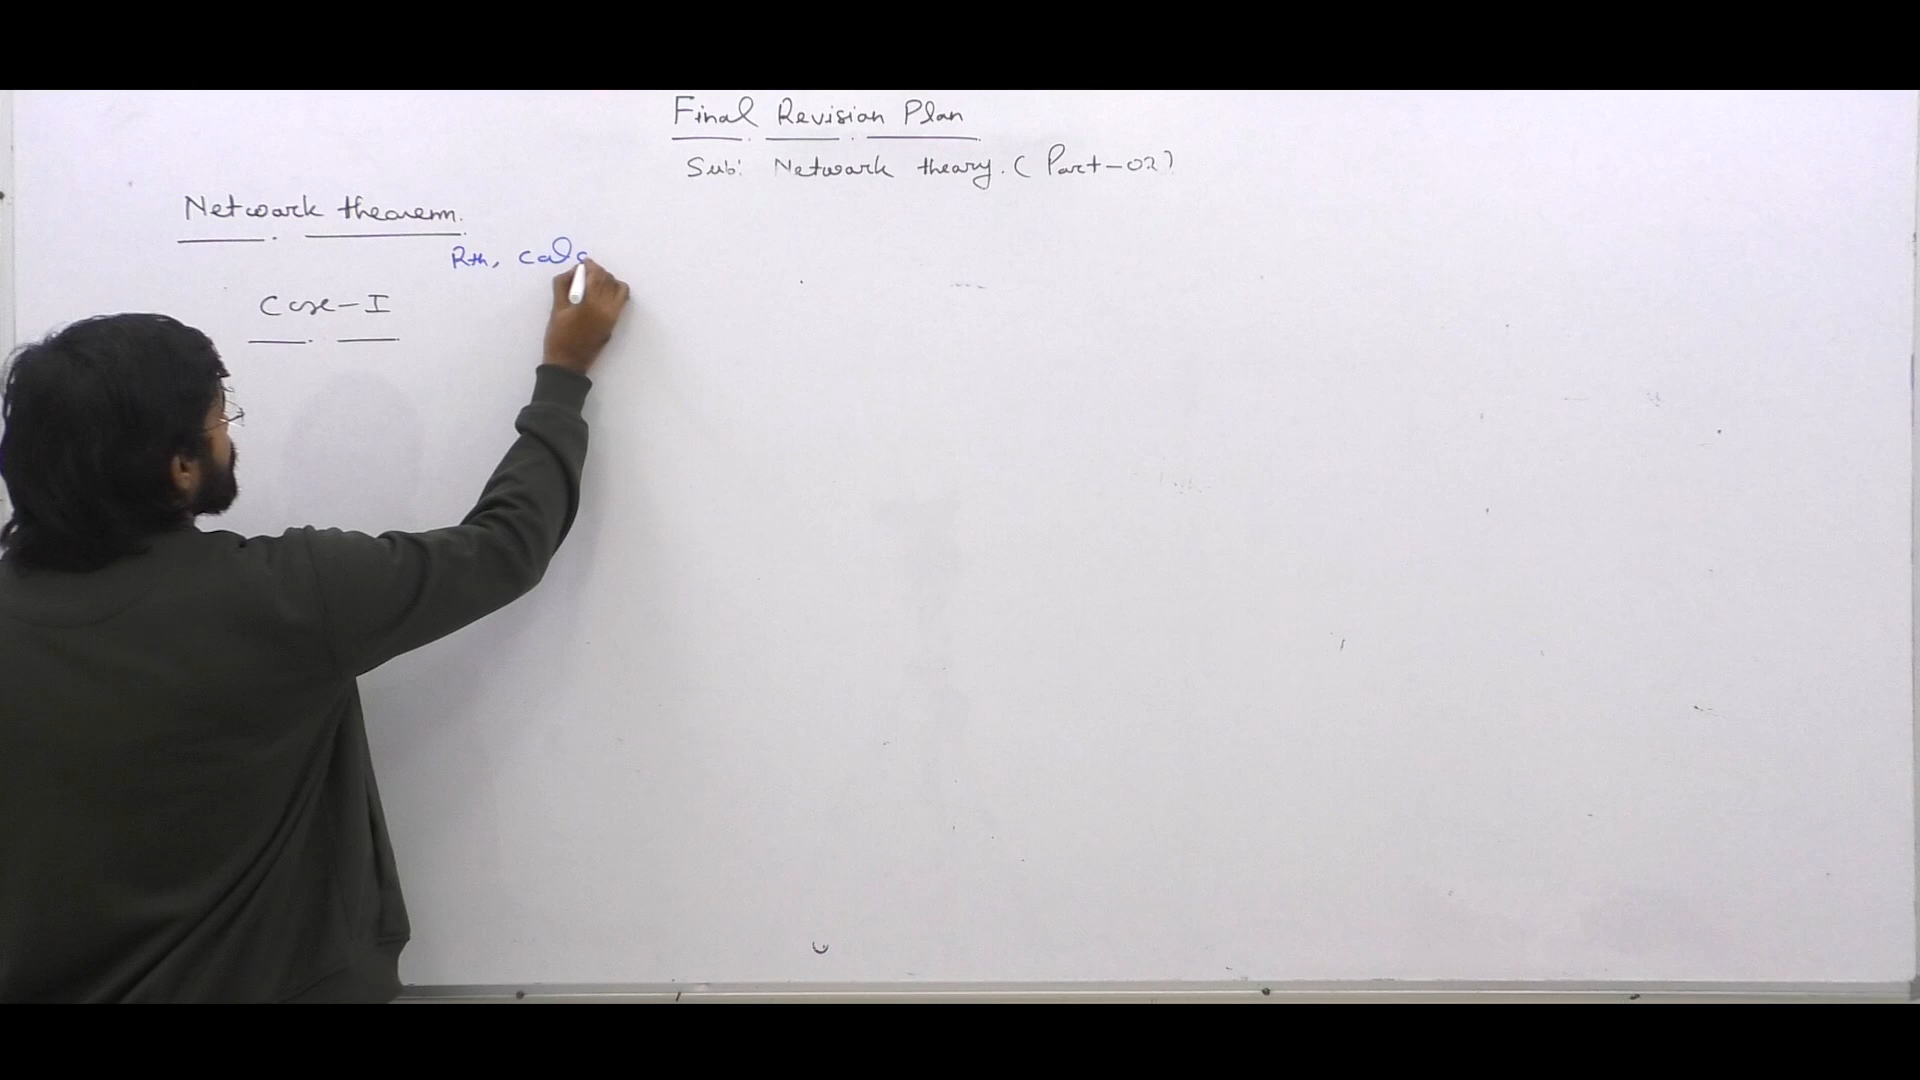 Final Revision Plan
Sub: Network theory. (Part-02)
Network theorem.
Rth, calc
Case-I